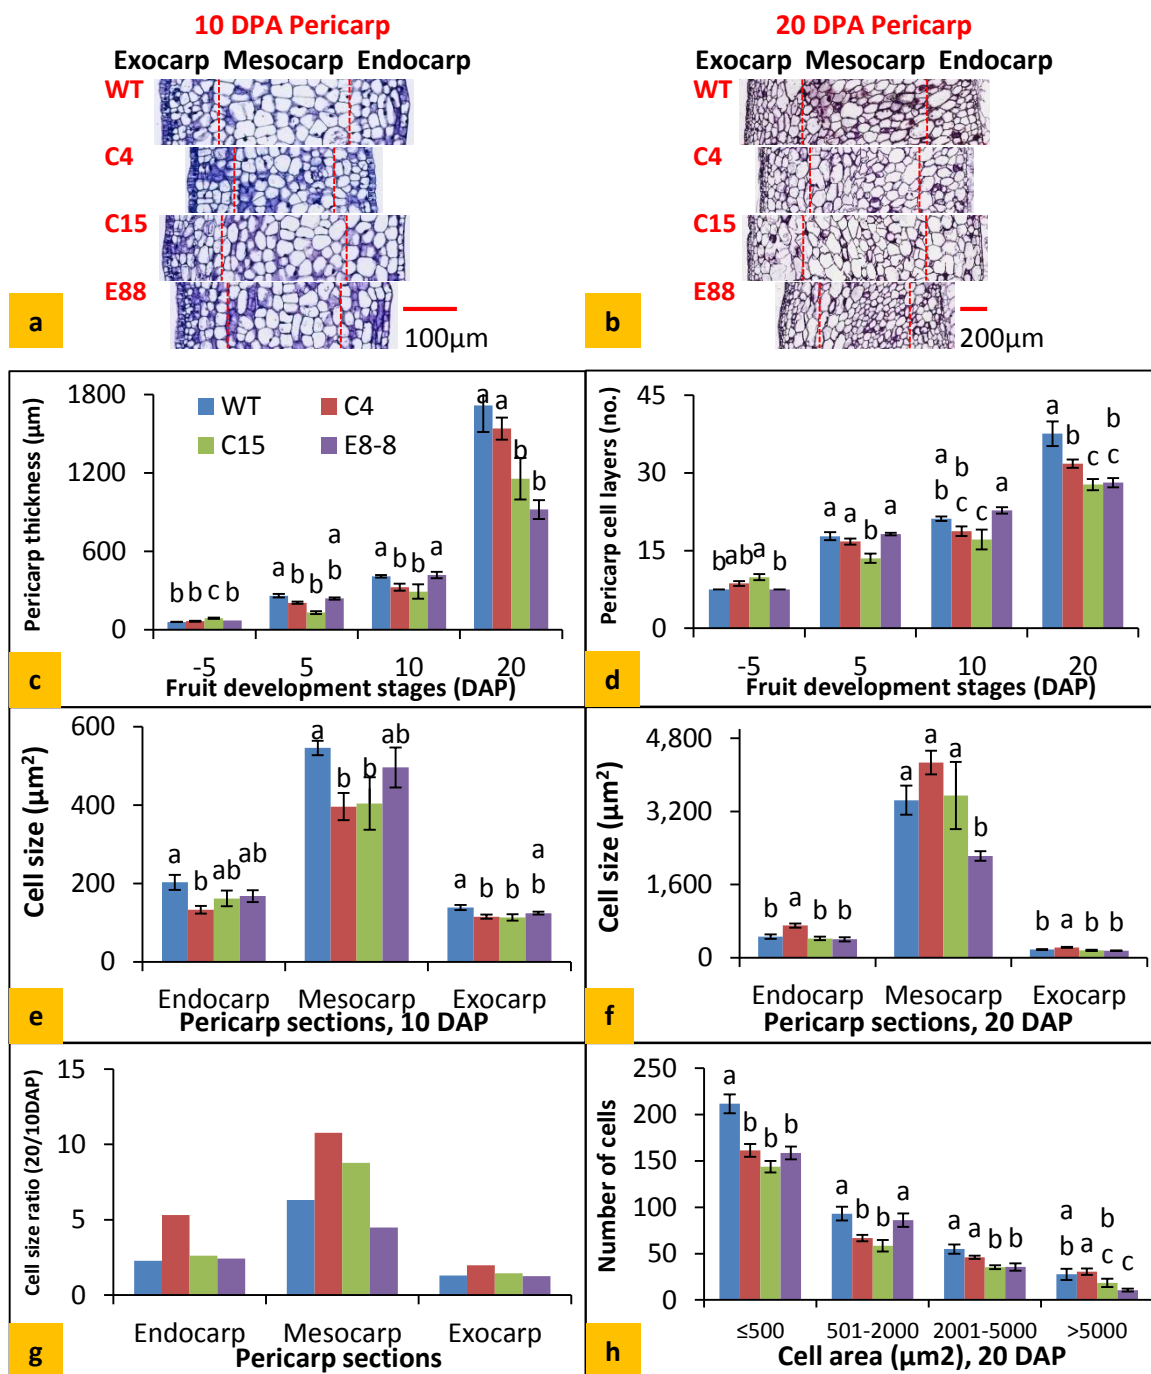 10 DPA Pericarp
Exocarp Mesocarp Endocarp
WT
C4
C15
E88
100µm
a
20 DPA Pericarp
Exocarp Mesocarp Endocarp
WT
C4
C15
E88
200µm
b
Pericarp thickness (µm)
1800
1200
600
0
WT
C4
C15
E8-8
b b c b
a b b a
b
a b b a
a a b b
-5 5 10 20
Fruit development stages (DAP)
c
Pericarp cell layers (no.)
45
30
15
0
b ab a b
a a b a
a b c a
b c
a b c b
c
-5 5 10 20
Fruit development stages (DAP)
d
Cell size (µm²)
600
400
200
0
a b ab ab
a b b ab
a b b a
b
Endocarp Mesocarp Exocarp
Pericarp sections, 10 DAP
e
Cell size (µm²)
4,800
3,200
1,600
0
b a b b
a a a b
b a b b
Endocarp Mesocarp Exocarp
Pericarp sections, 20 DAP
f
Cell size ratio (20/10DAP)
15
10
5
0
Endocarp Mesocarp Exocarp
Pericarp sections
g
Number of cells
250
200
150
100
50
0
a b b b
a b b a
a a b b
a b
b a c c
≤500 501-2000 2001-5000 >5000
Cell area (µm2), 20 DAP
h